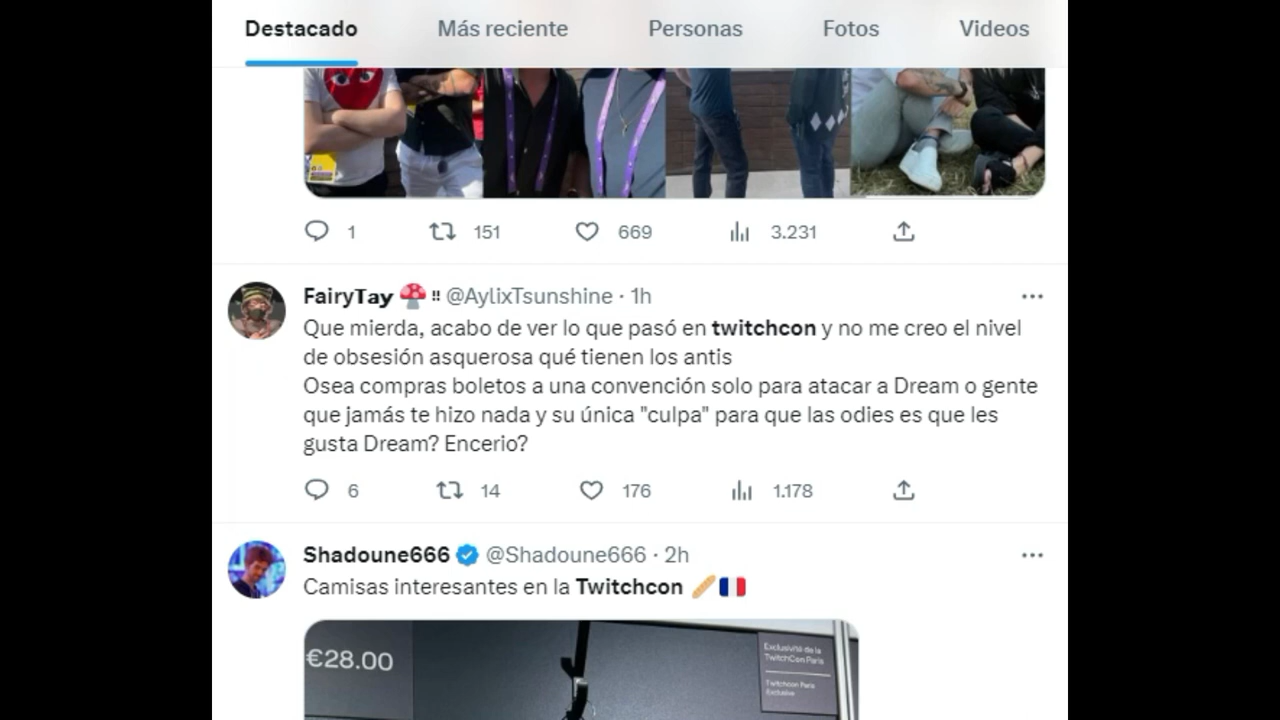 Destacado Más reciente Personas Fotos Videos
1 151 669 3.231
FairyTay 🍄 ‼ @AylixTsunshine · 1h
Que mierda, acabo de ver lo que pasó en twitchcon y no me creo el nivel
de obsesión asquerosa qué tienen los antis
Osea compras boletos a una convención solo para atacar a Dream o gente
que jamás te hizo nada y su única "culpa" para que las odies es que les
gusta Dream? Encerio?
6 14 176 1.178
Shadoune666 @Shadoune666 · 2h
Camisas interesantes en la Twitchcon 🥖🇫🇷
€28.00
Exclusivité de la
TwitchCon Paris
Twitchcon Paris
Exclusive